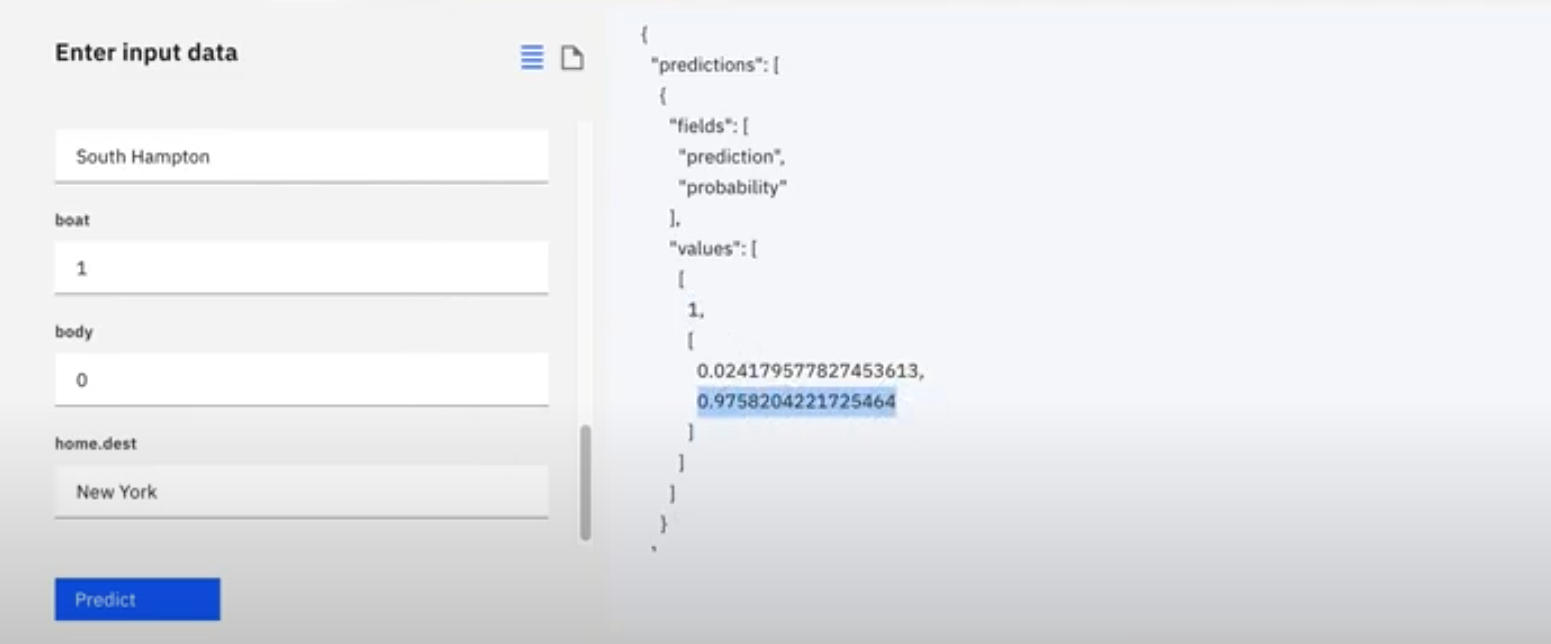 Enter input data
South Hampton
boat
1
body
0
home.dest
New York
Predict
{
"predictions": [
{
"fields": [
"prediction",
"probability"
],
"values": [
[
1,
[
0.024179577827453613,
0.9758204221725464
]
]
]
}